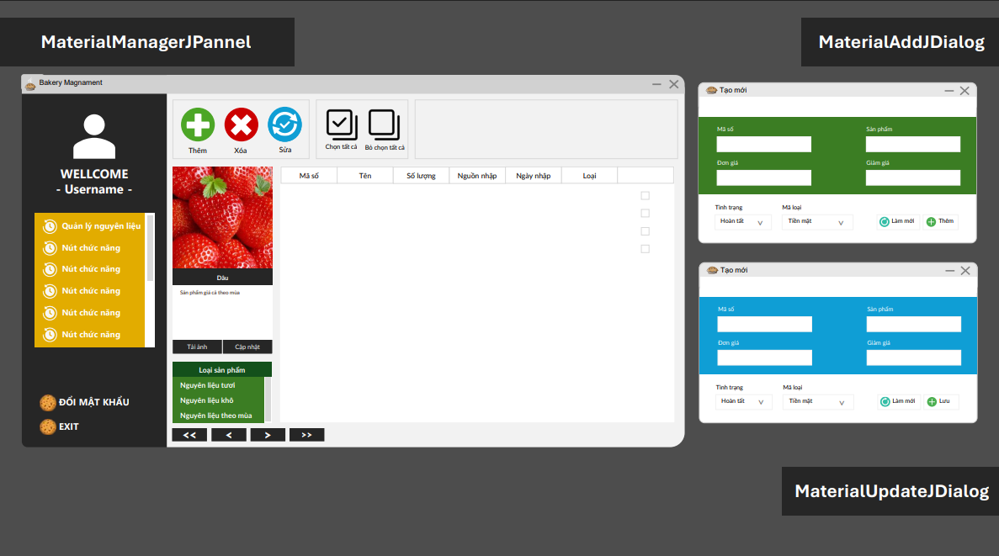 MaterialManagerJPannel
MaterialAddJDialog
Bakery Magnament
WELLCOME
- Username -
Quản lý nguyên liệu
Nút chức năng
Nút chức năng
Nút chức năng
Nút chức năng
Nút chức năng
ĐỔI MẬT KHẨU
EXIT
Thêm
Xóa
Sửa
Chọn tất cả
Bỏ chọn tất cả
Mã số
Tên
Số lượng
Nguồn nhập
Ngày nhập
Loại
Dâu
Sản phẩm giá cả theo mùa
Tải ảnh
Cập nhật
Loại sản phẩm
Nguyên liệu tươi
Nguyên liệu khô
Nguyên liệu theo mùa
<<
<
>
>>
Tạo mới
Mã số
Sản phẩm
Đơn giá
Giảm giá
Tình trạng
Mã loại
Hoàn tất
Tiền mặt
Làm mới
Thêm
Tạo mới
Mã số
Sản phẩm
Đơn giá
Giảm giá
Tình trạng
Mã loại
Hoàn tất
Tiền mặt
Làm mới
Lưu
MaterialUpdateJDialog